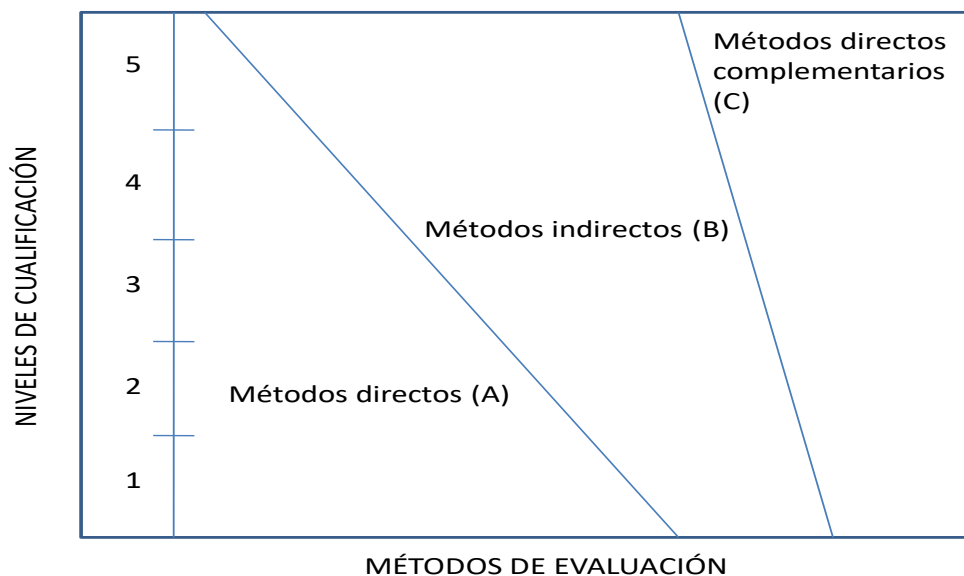 Métodos directos
complementarios
(C)
5
4
Métodos indirectos (B)
3
2
Métodos directos (A)
1
NIVELES DE CUALIFICACIÓN
MÉTODOS DE EVALUACIÓN